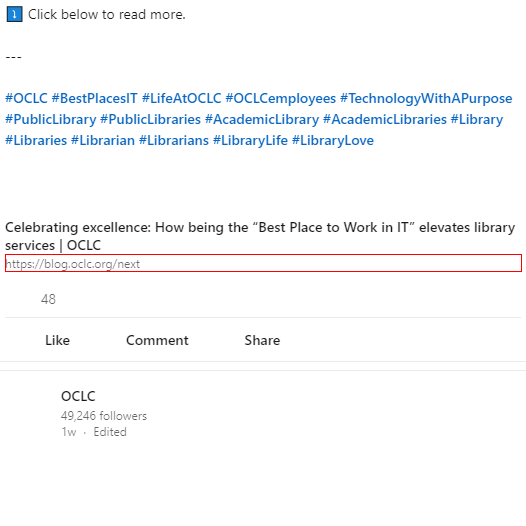 ⤵️ Click below to read more.
---
#OCLC #BestPlacesIT #LifeAtOCLC #OCLCemployees #TechnologyWithAPurpose
#PublicLibrary #PublicLibraries #AcademicLibrary #AcademicLibraries #Library
#Libraries #Librarian #Librarians #LibraryLife #LibraryLove
Celebrating excellence: How being the “Best Place to Work in IT” elevates library
services | OCLC
https://blog.oclc.org/next
48
Like Comment Share
OCLC
49,246 followers
1w · Edited